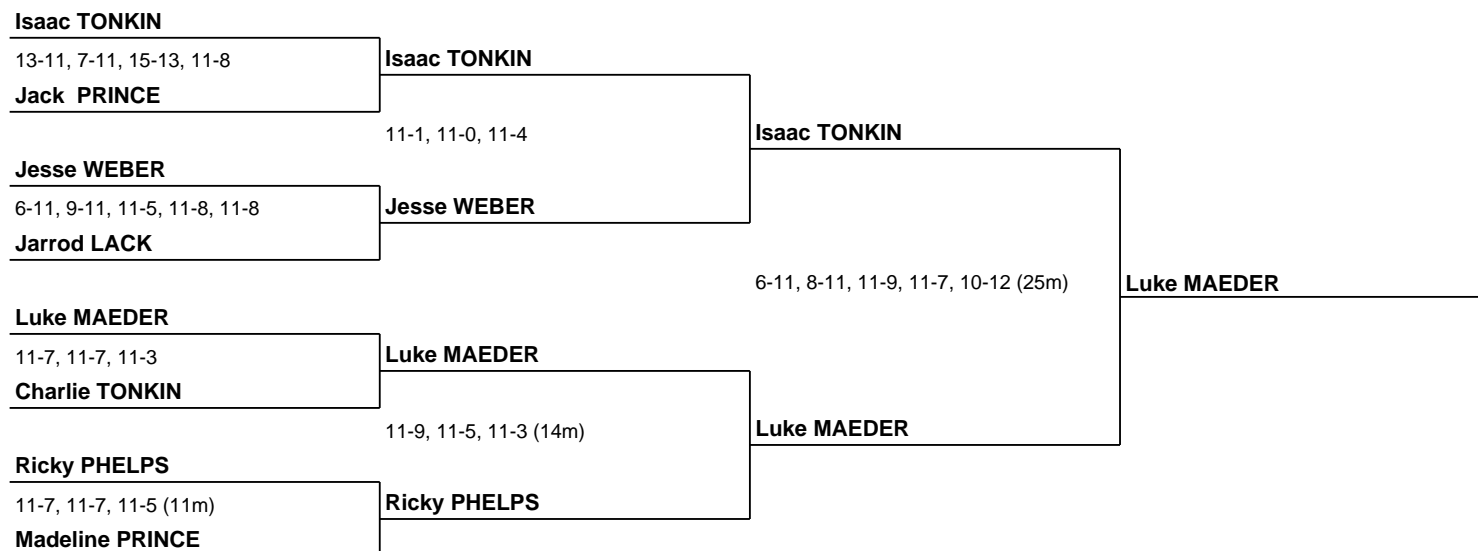 Isaac TONKIN
13-11, 7-11, 15-13, 11-8
Jack PRINCE
Jesse WEBER
6-11, 9-11, 11-5, 11-8, 11-8
Jarrod LACK
Luke MAEDER
11-7, 11-7, 11-3
Charlie TONKIN
Ricky PHELPS
11-7, 11-7, 11-5 (11m)
Madeline PRINCE
Isaac TONKIN
11-1, 11-0, 11-4
Jesse WEBER
Luke MAEDER
11-9, 11-5, 11-3 (14m)
Ricky PHELPS
Isaac TONKIN
6-11, 8-11, 11-9, 11-7, 10-12 (25m)
Luke MAEDER
Luke MAEDER